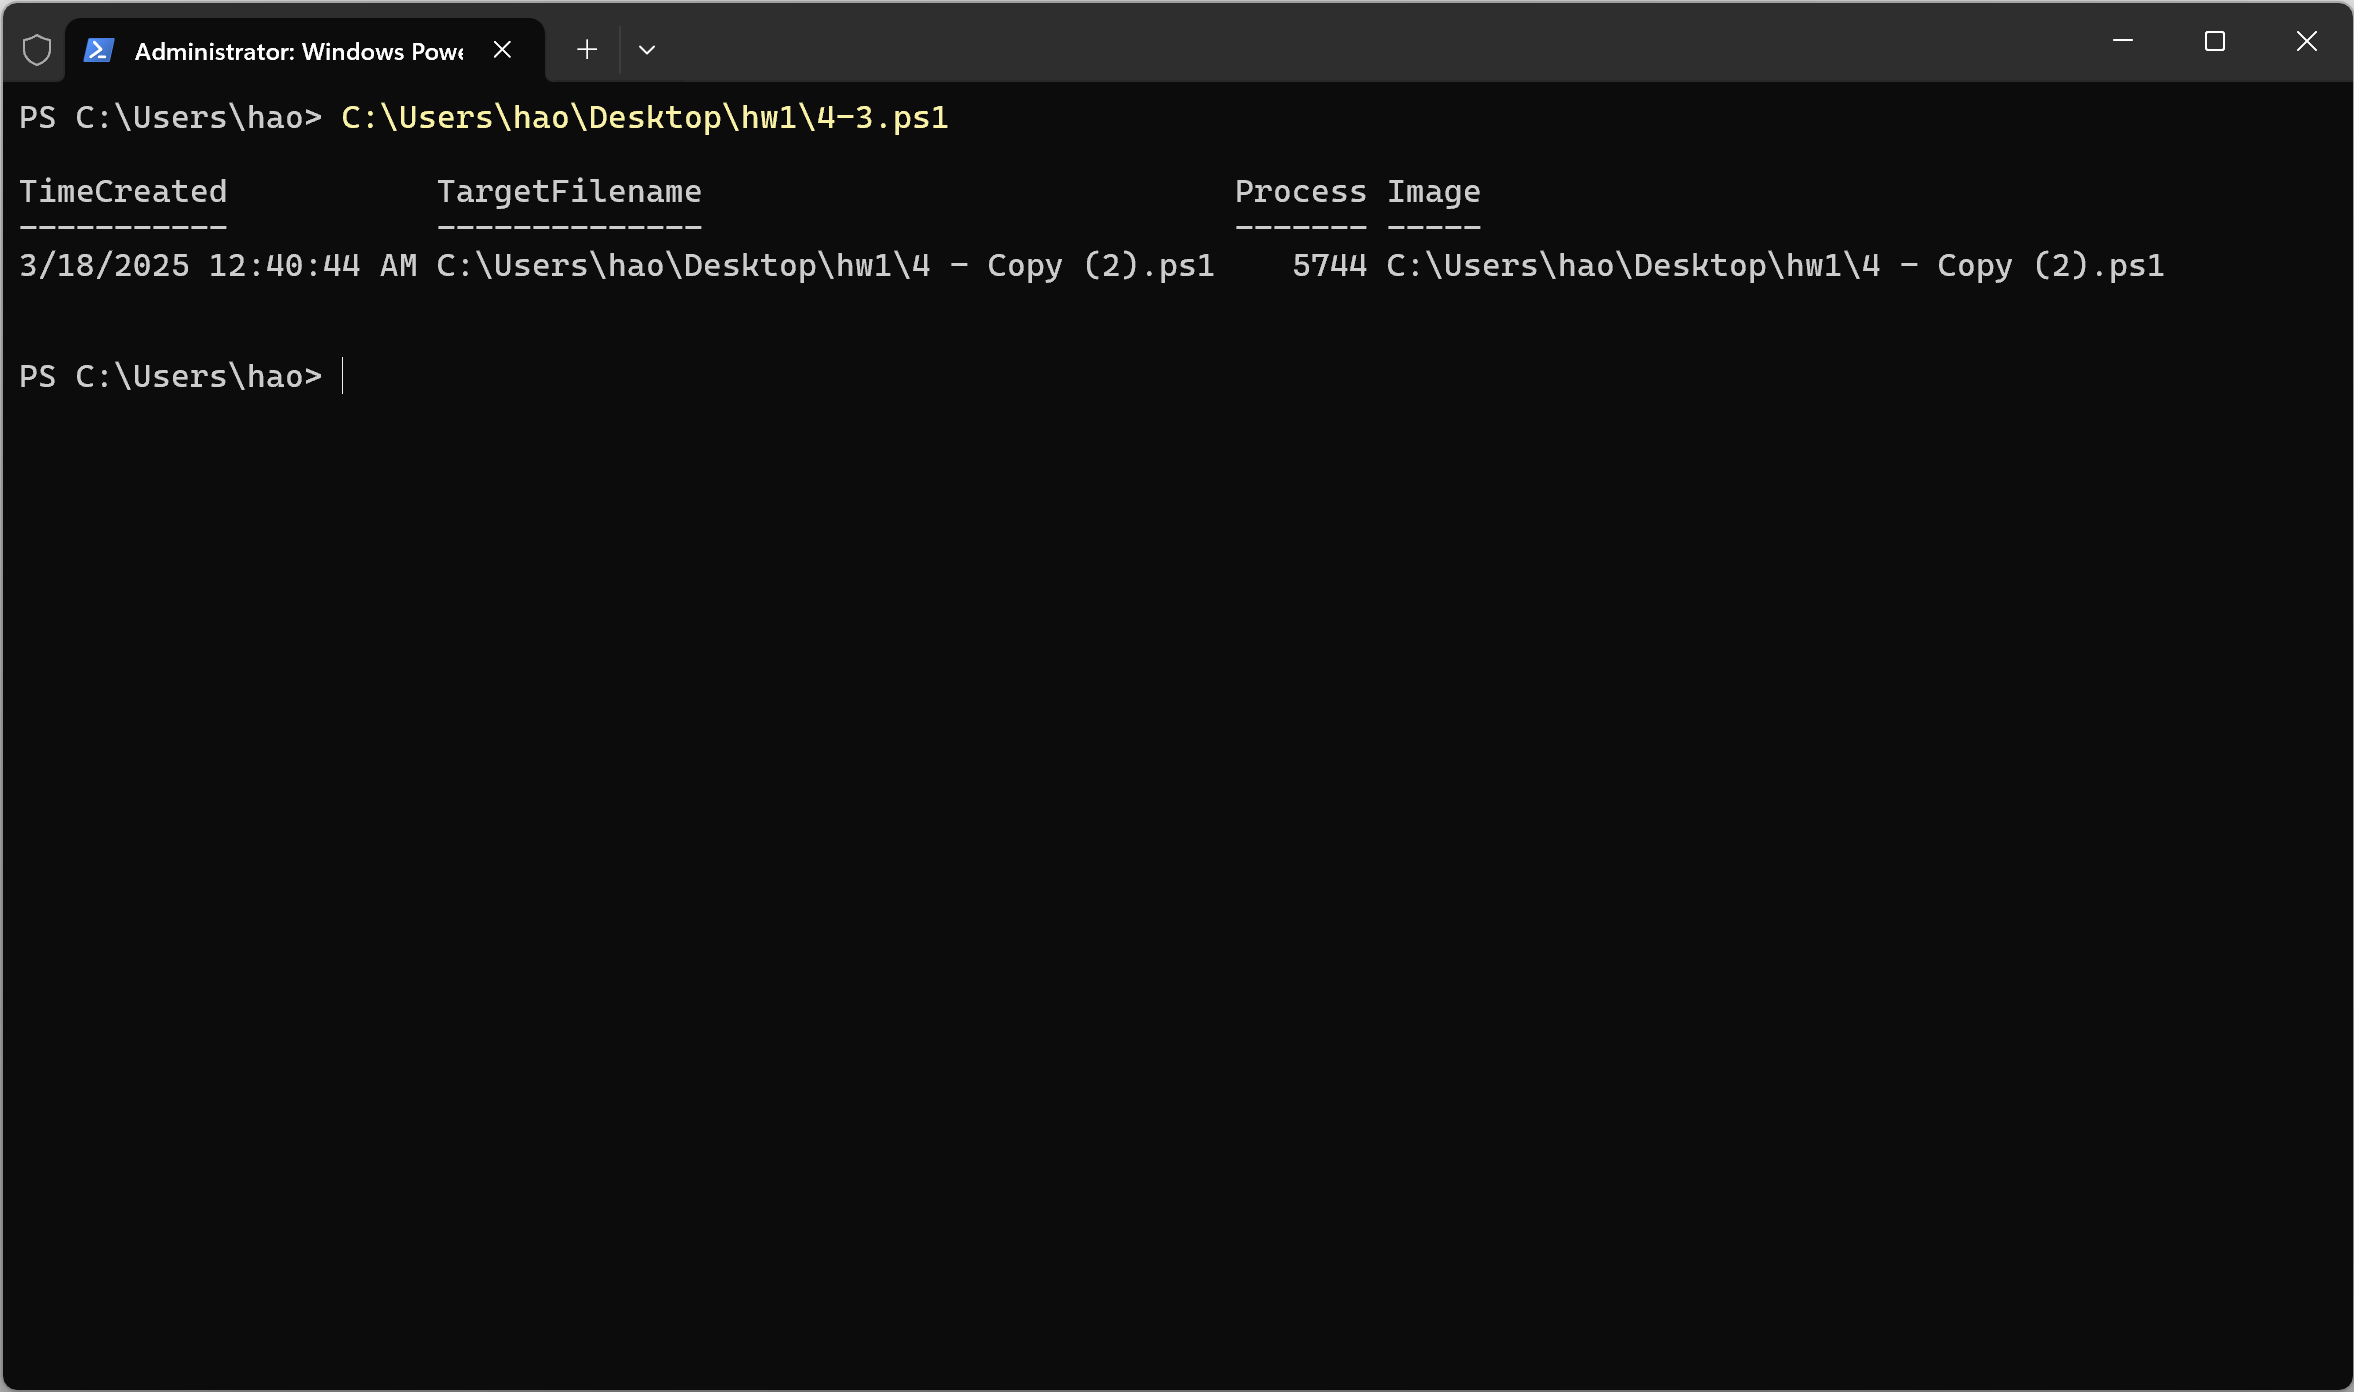 Administrator: Windows Powe
PS C:\Users\hao> C:\Users\hao\Desktop\hw1\4-3.ps1
TimeCreated TargetFilename Process Image
----------- -------------- ------- -----
3/18/2025 12:40:44 AM C:\Users\hao\Desktop\hw1\4 - Copy (2).ps1 5744 C:\Users\hao\Desktop\hw1\4 - Copy (2).ps1
PS C:\Users\hao>